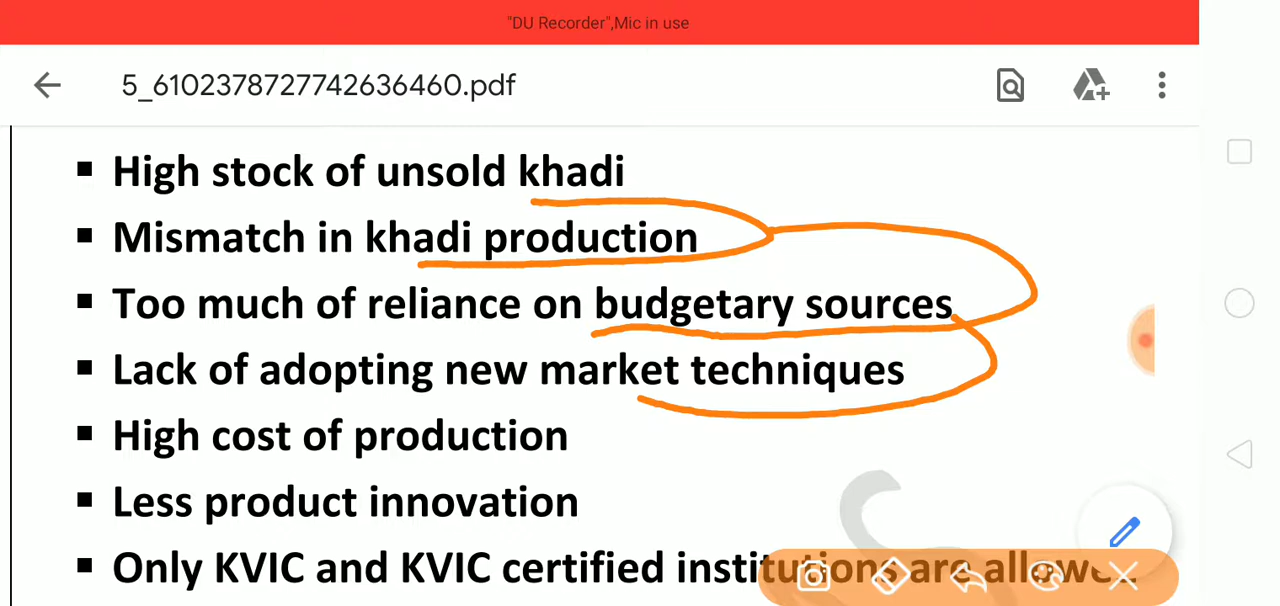 "DU Recorder",Mic in use
5_6102378727742636460.pdf
▪ High stock of unsold khadi
▪ Mismatch in khadi production
▪ Too much of reliance on budgetary sources
▪ Lack of adopting new market techniques
▪ High cost of production
▪ Less product innovation
▪ Only KVIC and KVIC certified institutions are allowed